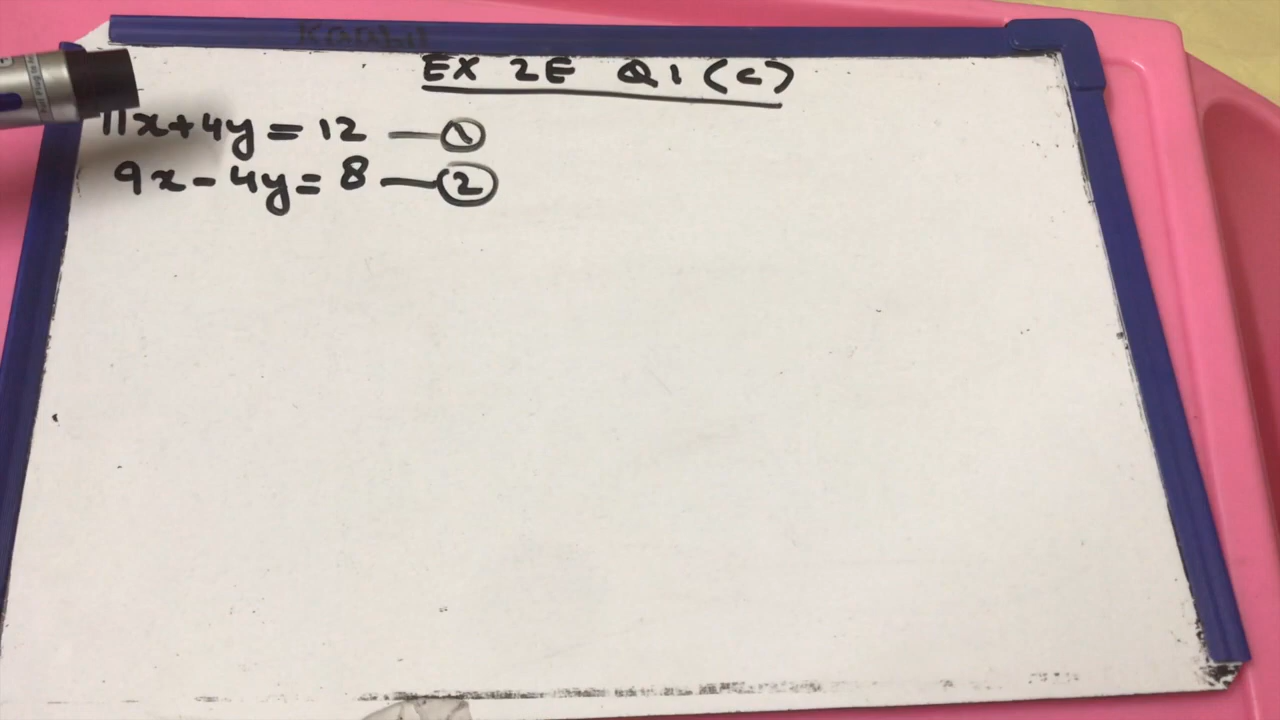 EX 2E Q1 (c)
11x+4y=12 — ①
9x-4y=8 — ②